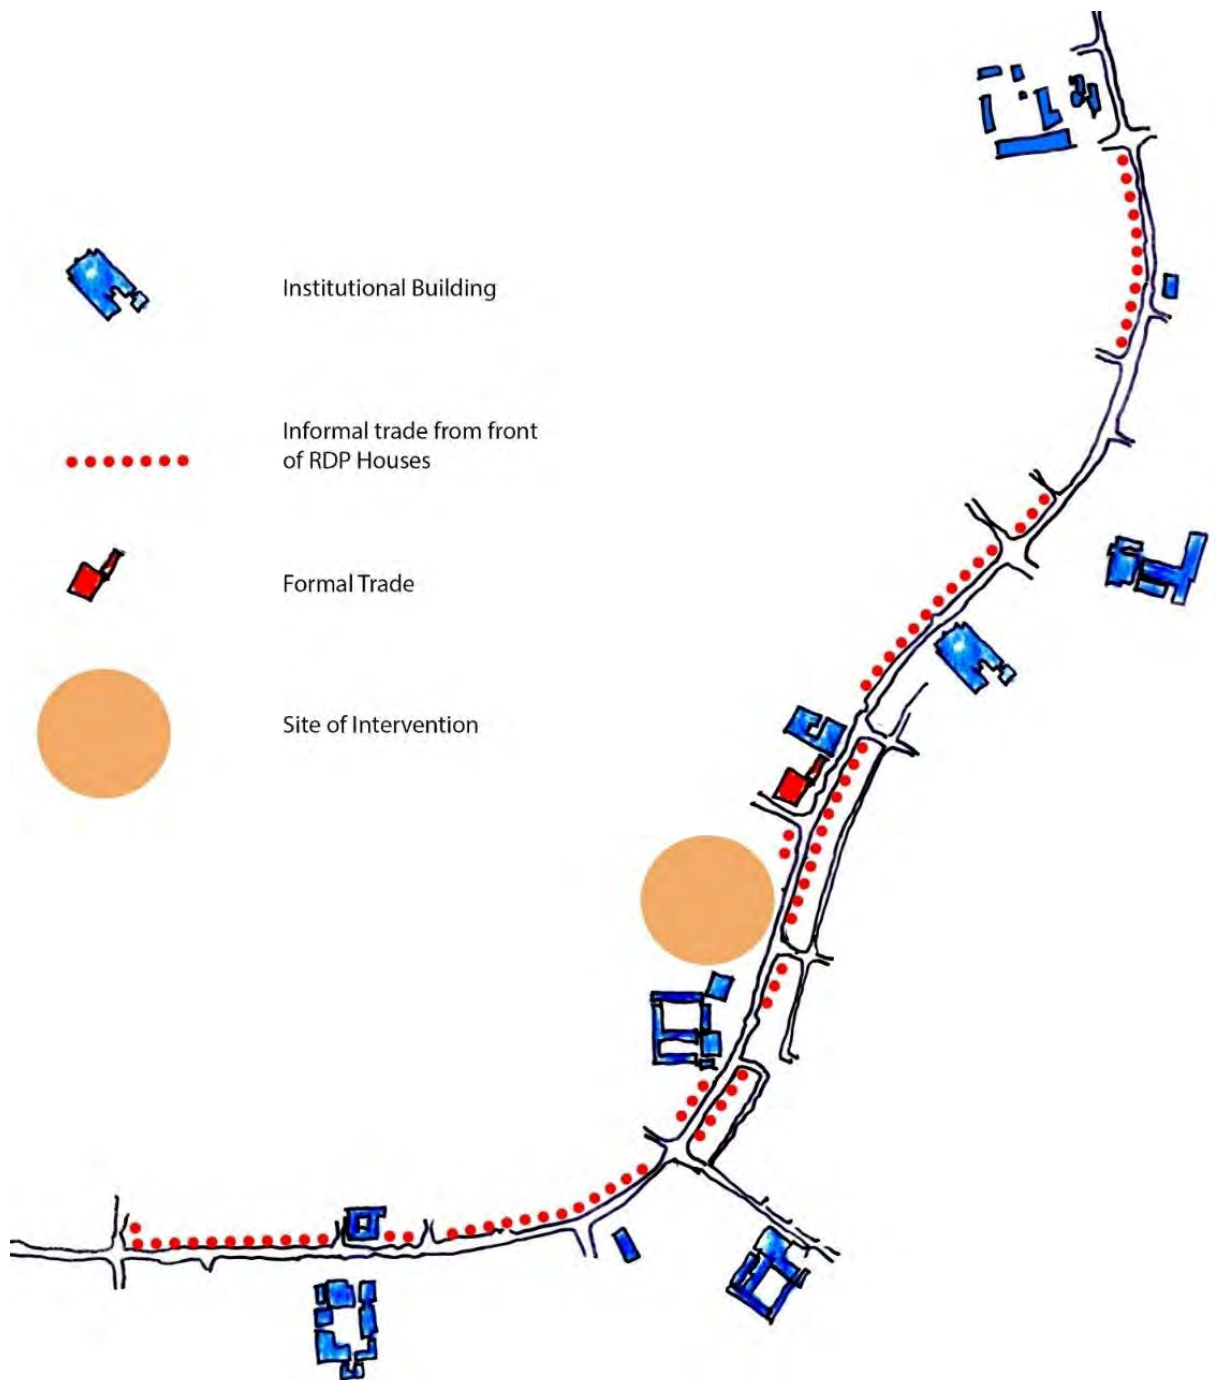 Institutional Building
Informal trade from front
of RDP Houses
Formal Trade
Site of Intervention